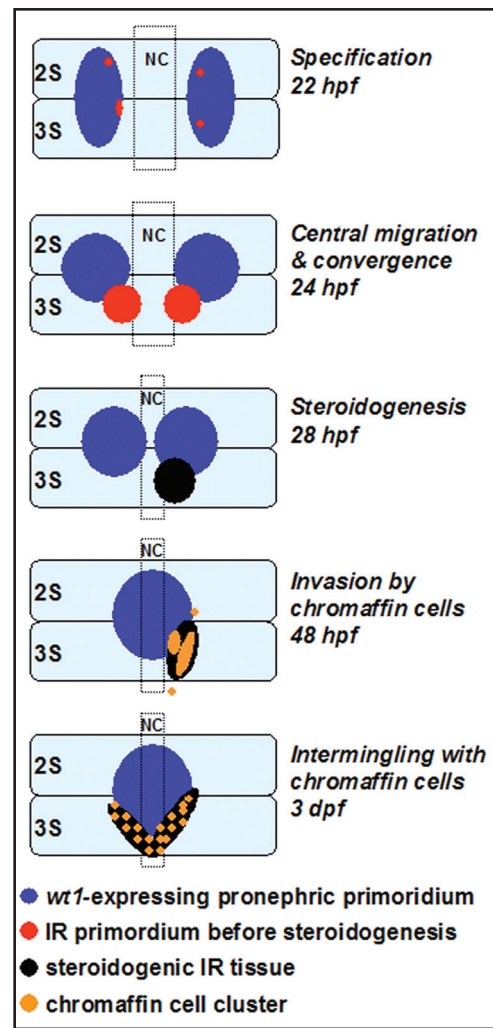 2S
NC
3S
Specification
22 hpf
2S
NC
3S
Central migration
& convergence
24 hpf
2S
NC
3S
Steroidogenesis
28 hpf
NC
2S
3S
Invasion by
chromaffin cells
48 hpf
NC
2S
3S
Intermingling with
chromaffin cells
3 dpf
wt1-expressing pronephric primoridium
IR primordium before steroidogenesis
steroidogenic IR tissue
chromaffin cell cluster